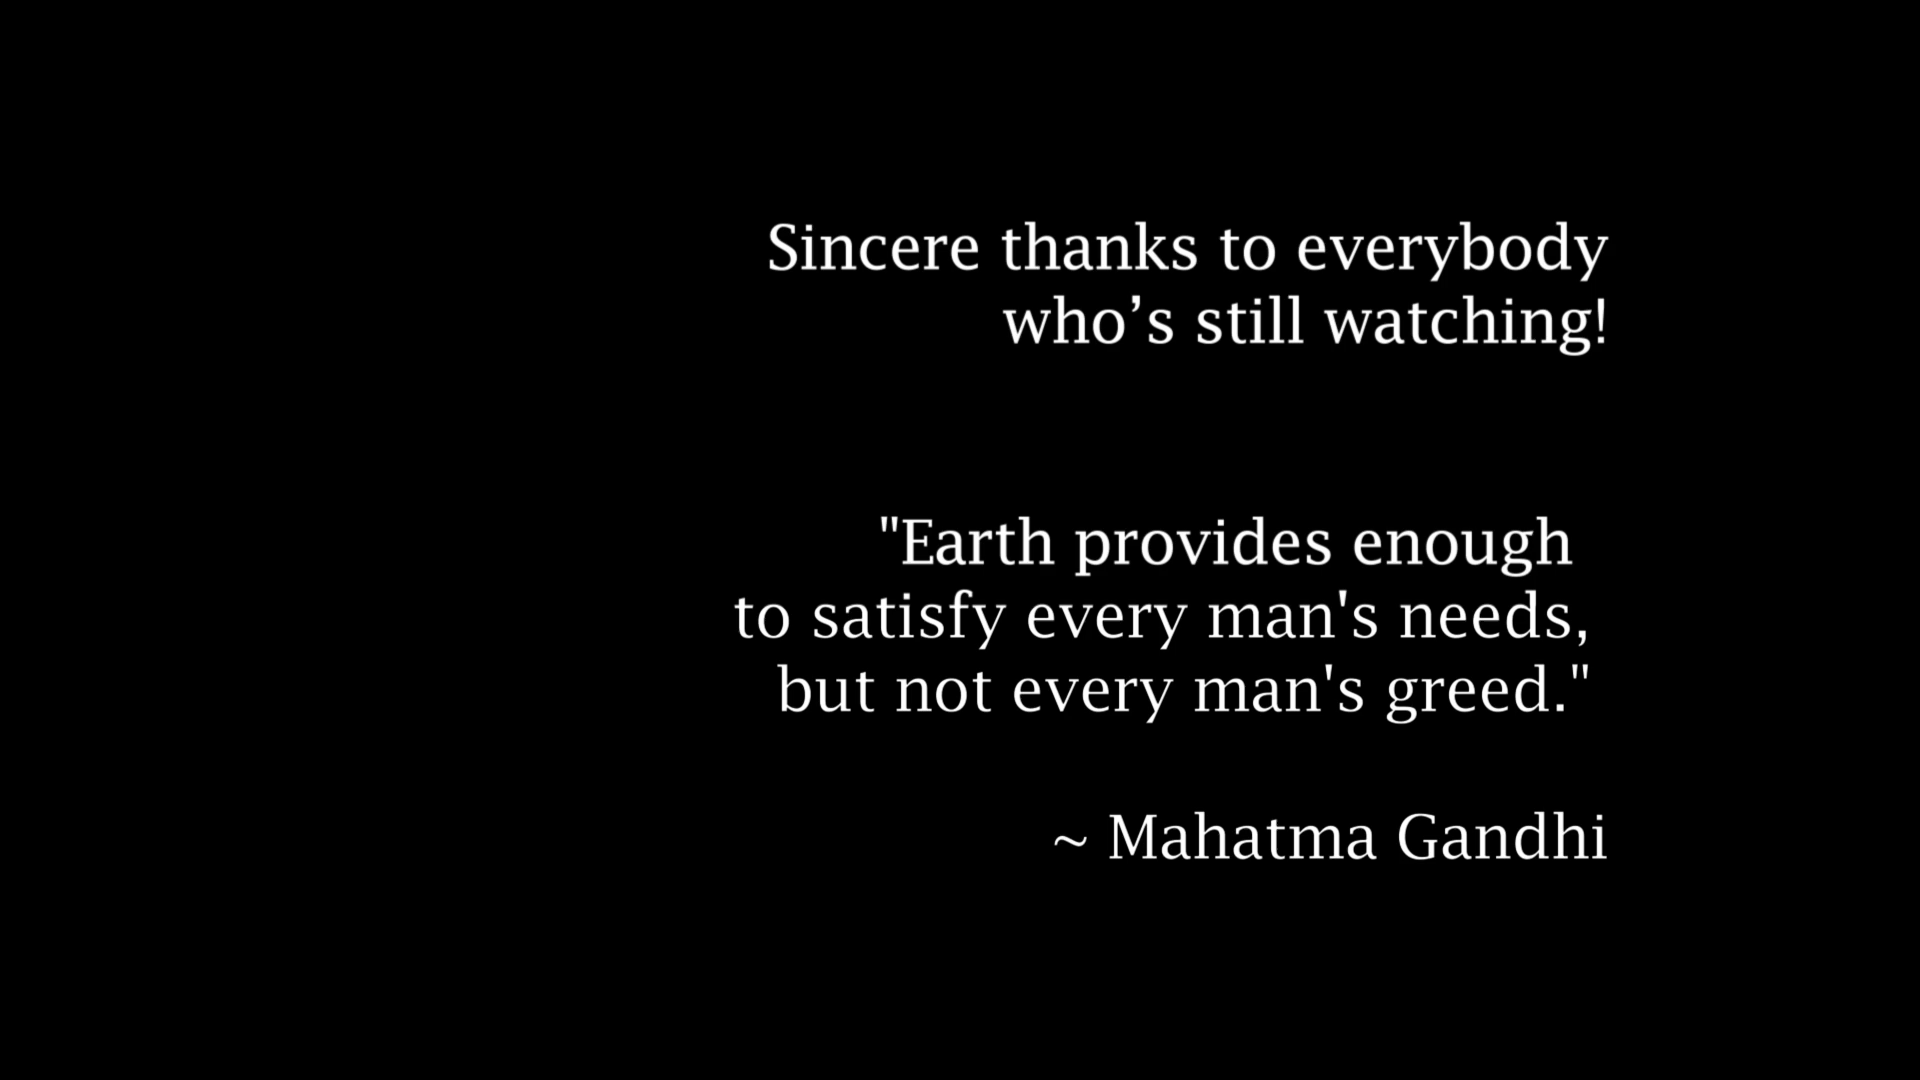 Sincere thanks to everybody
who’s still watching!
"Earth provides enough
to satisfy every man's needs,
but not every man's greed."
~ Mahatma Gandhi